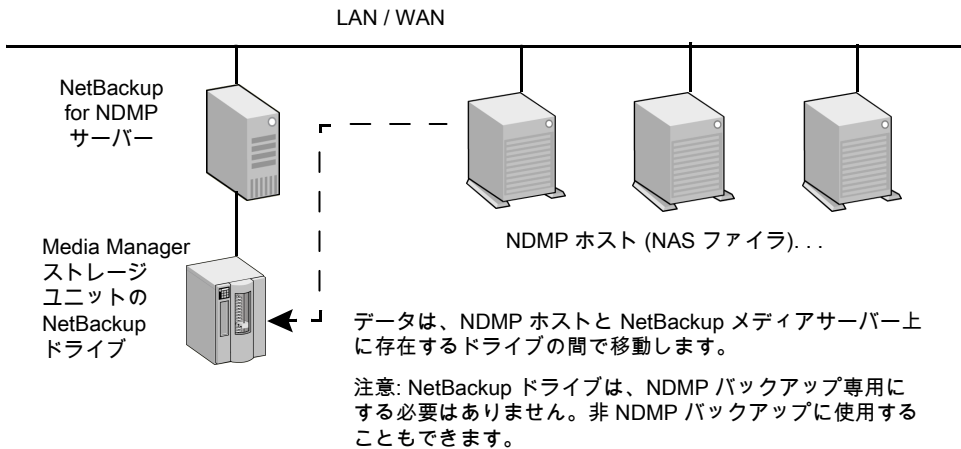 LAN / WAN
NetBackup
for NDMP
サーバー
Media Manager
ストレージ
ユニットの
NetBackup
ドライブ
NDMP ホスト (NAS ファイラ). . .
データは、NDMP ホストと NetBackup メディアサーバー上
に存在するドライブの間で移動します。
注意: NetBackup ドライブは、NDMP バックアップ専用に
する必要はありません。非 NDMP バックアップに使用する
こともできます。